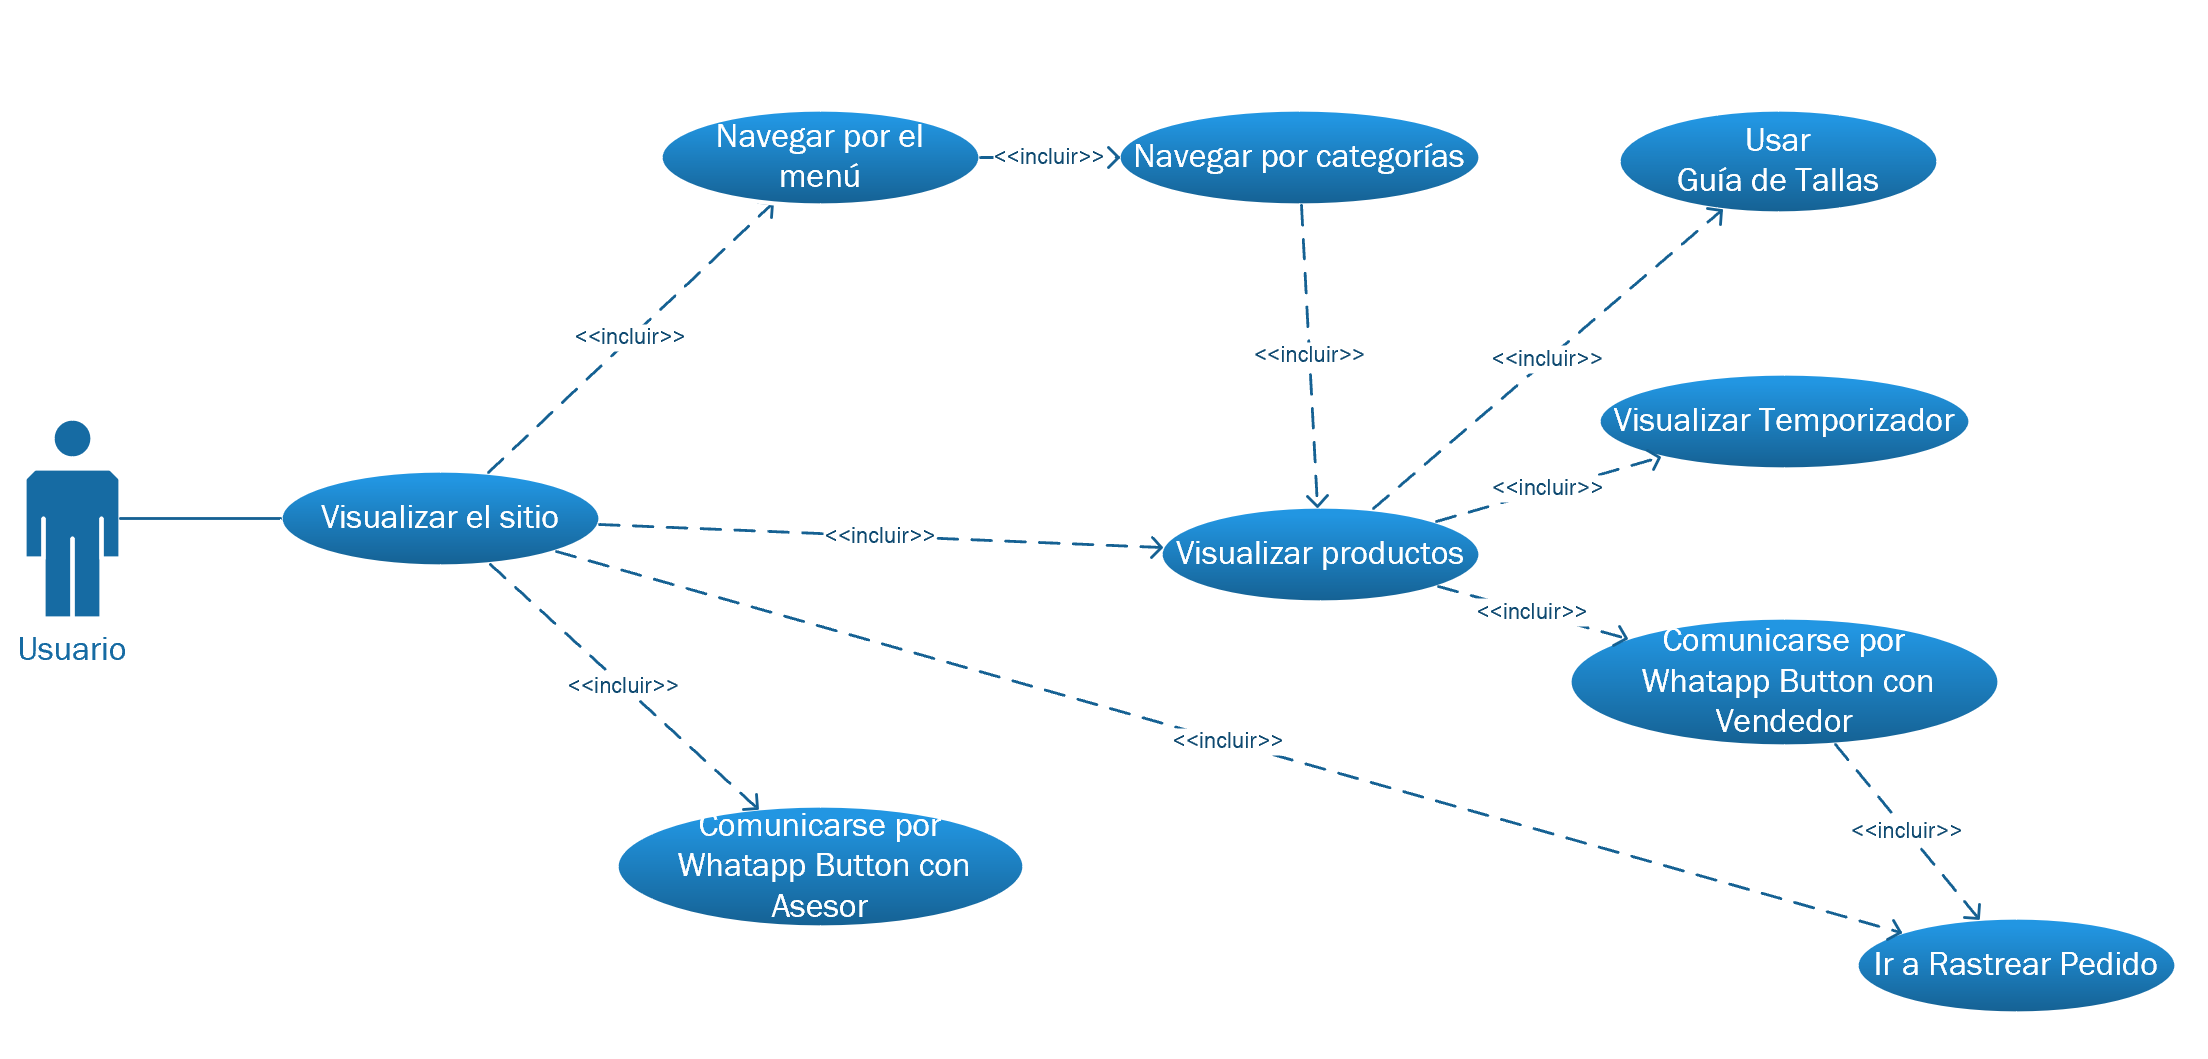 Navegar por el
menú
<<incluir>>
Navegar por categorías
Usar
Guía de Tallas
<<incluir>>
<<incluir>>
<<incluir>>
Visualizar Temporizador
<<incluir>>
Visualizar el sitio
<<incluir>>
Visualizar productos
Usuario
<<incluir>>
Comunicarse por
Whatapp Button con
Vendedor
<<incluir>>
<<incluir>>
<<incluir>>
Comunicarse por
Whatapp Button con
Asesor
Ir a Rastrear Pedido